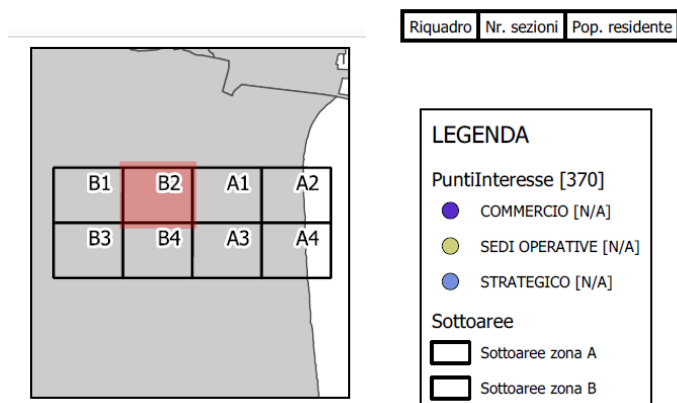 Riquadro Nr. sezioni Pop. residente
B1 B2 A1 A2
B3 B4 A3 A4
LEGENDA
PuntiInteresse [370]
COMMERCIO [N/A]
SEDI OPERATIVE [N/A]
STRATEGICO [N/A]
Sottoaree
Sottoaree zona A
Sottoaree zona B